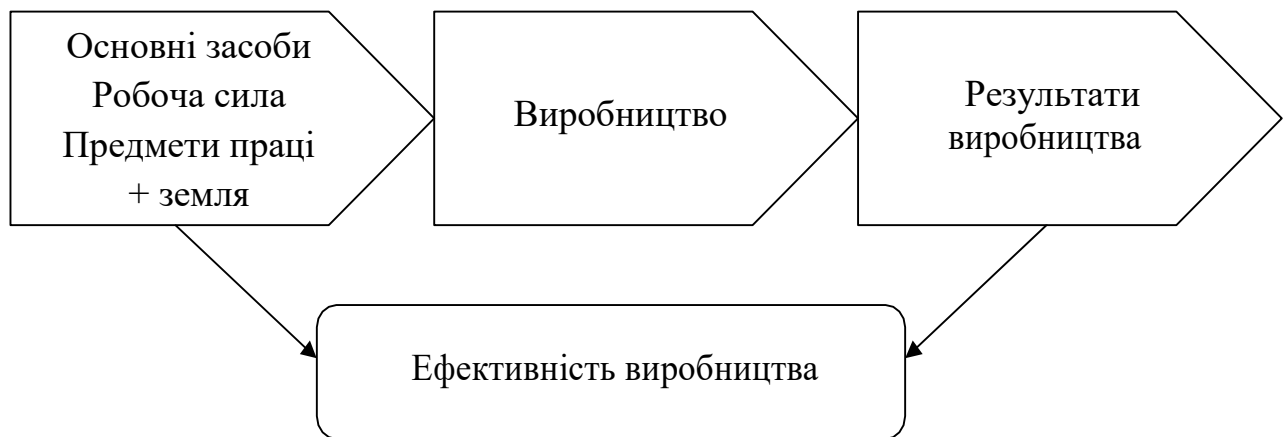 Основні засоби
Робоча сила
Предмети праці
+ земля
Виробництво
Результати
виробництва
Ефективність виробництва